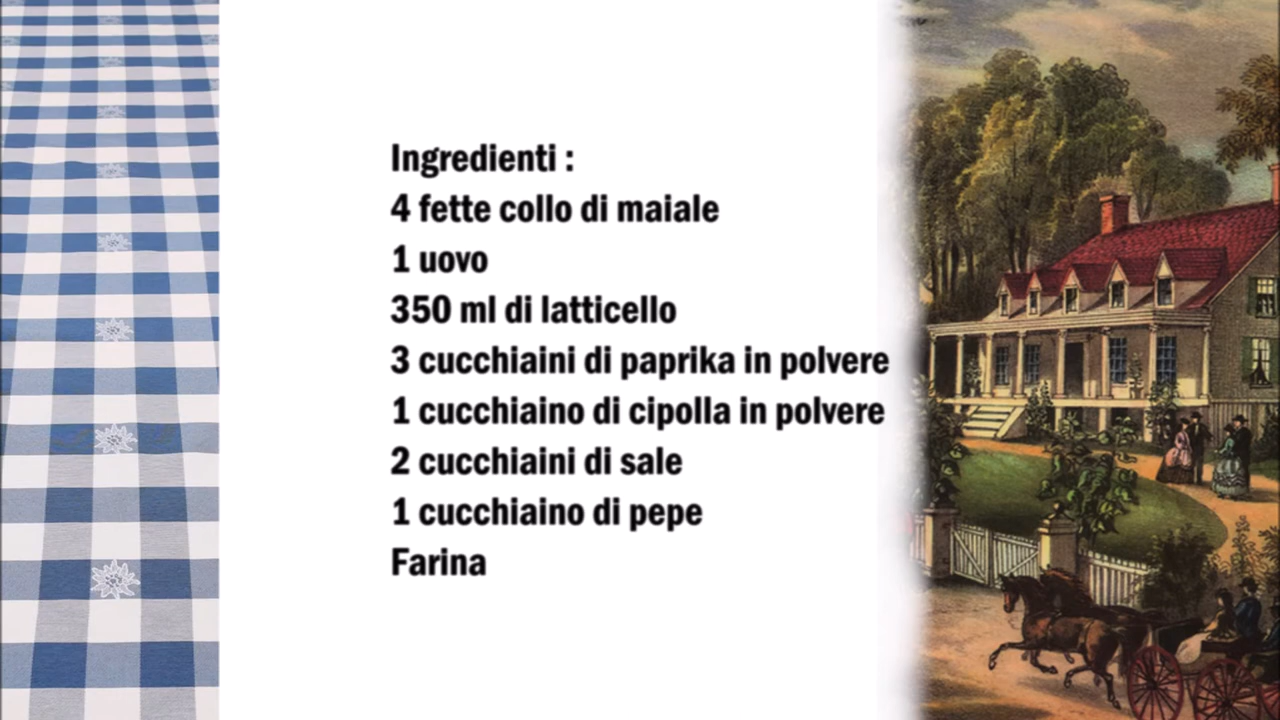 Ingredienti :
4 fette collo di maiale
1 uovo
350 ml di latticello
3 cucchiaini di paprika in polvere
1 cucchiaino di cipolla in polvere
2 cucchiaini di sale
1 cucchiaino di pepe
Farina